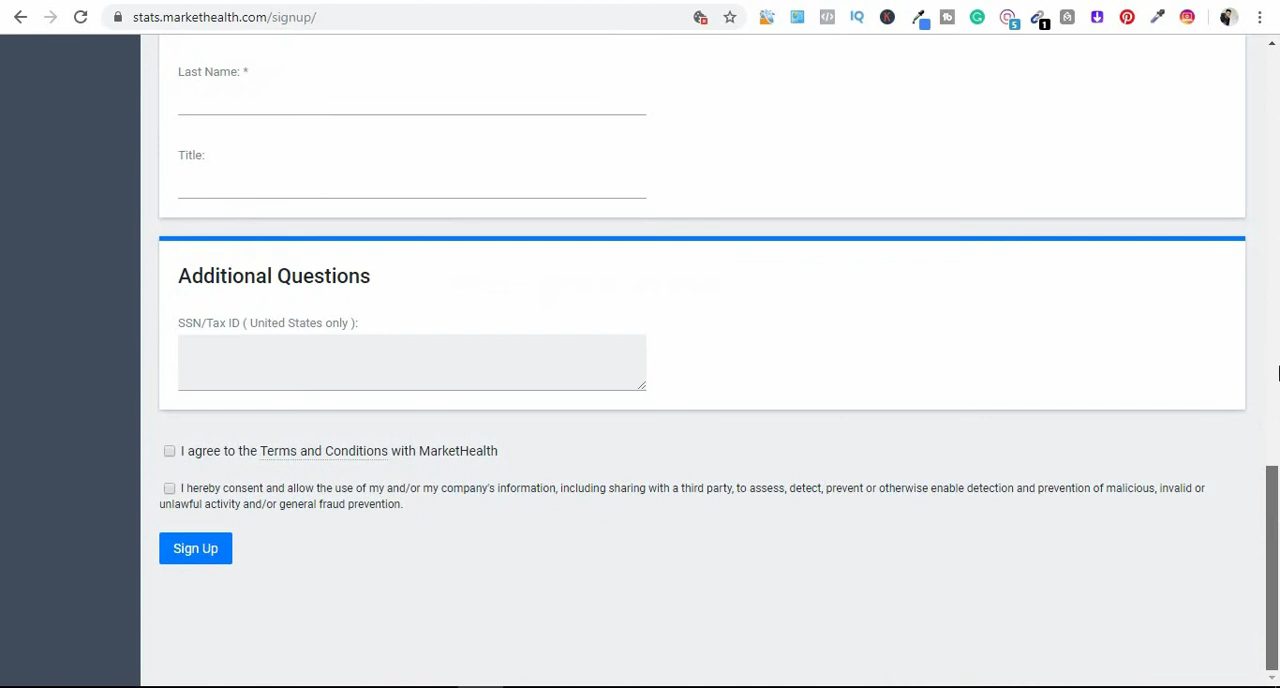 stats.markethealth.com/signup/
IQ
K
5
1
Last Name: *
Title:
Additional Questions
SSN/Tax ID ( United States only ):
I agree to the Terms and Conditions with MarketHealth
I hereby consent and allow the use of my and/or my company's information, including sharing with a third party, to assess, detect, prevent or otherwise enable detection and prevention of malicious, invalid or
unlawful activity and/or general fraud prevention.
Sign Up